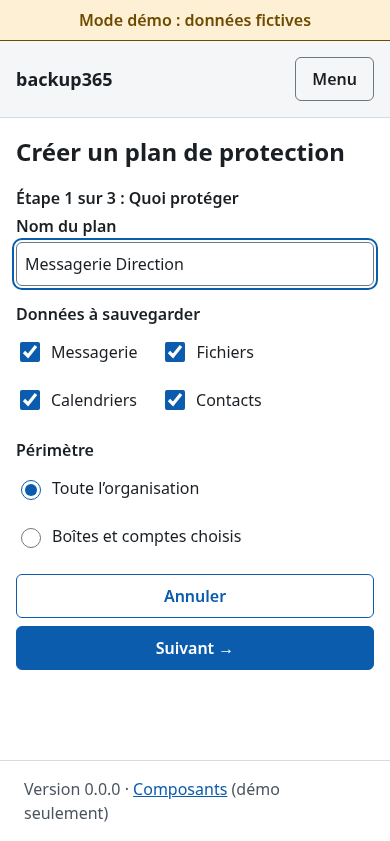 Mode démo : données fictives
backup365
Menu
Créer un plan de protection
Étape 1 sur 3 : Quoi protéger
Nom du plan
Messagerie Direction
Données à sauvegarder
Messagerie
Fichiers
Calendriers
Contacts
Périmètre
Toute l’organisation
Boîtes et comptes choisis
Annuler
Suivant →
Version 0.0.0 · Composants (démo
seulement)